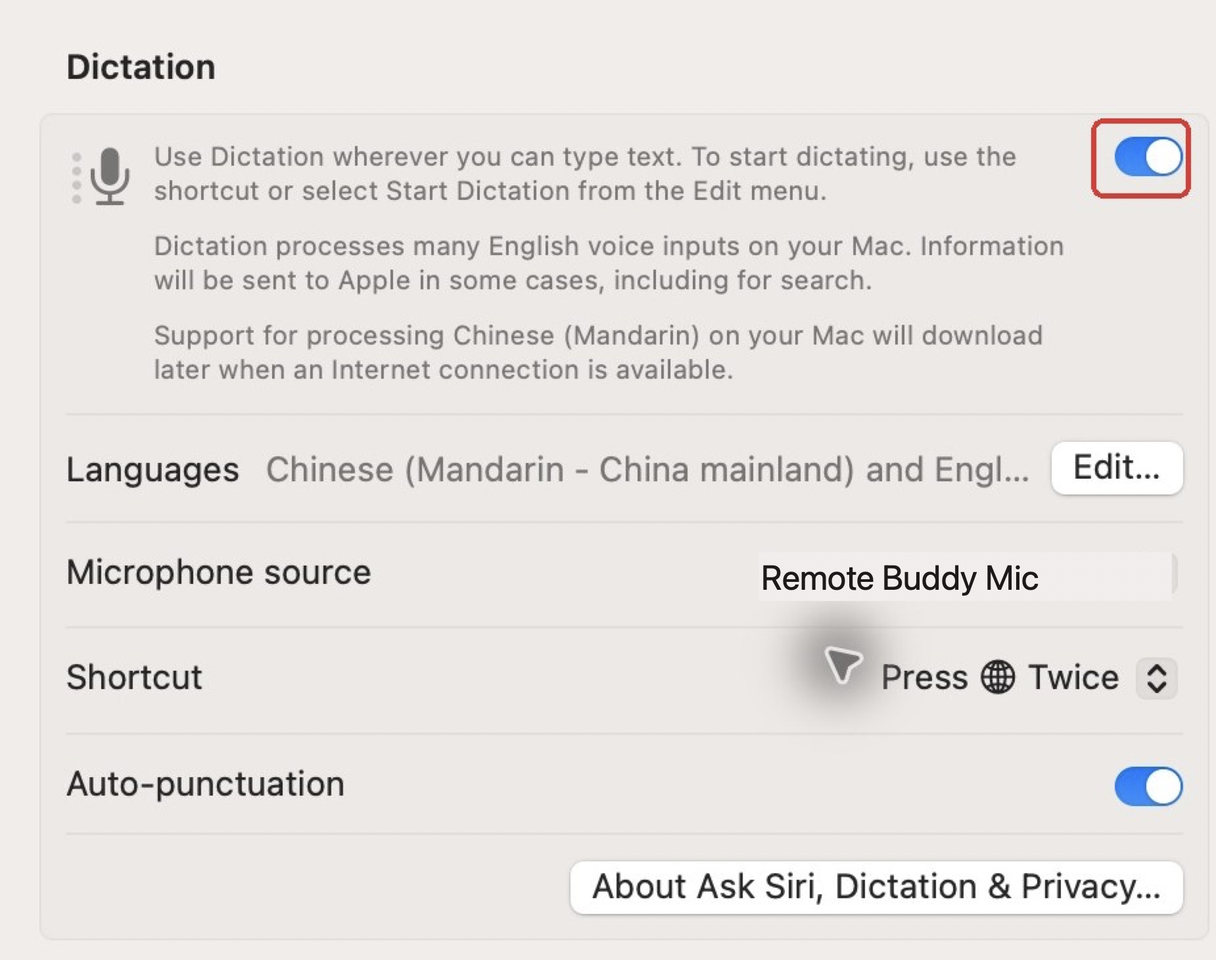 Dictation
Use Dictation wherever you can type text. To start dictating, use the
shortcut or select Start Dictation from the Edit menu.
Dictation processes many English voice inputs on your Mac. Information
will be sent to Apple in some cases, including for search.
Support for processing Chinese (Mandarin) on your Mac will download
later when an Internet connection is available.
Languages Chinese (Mandarin - China mainland) and Engl... Edit...
Microphone source Remote Buddy Mic
Shortcut Press Twice
Auto-punctuation
About Ask Siri, Dictation & Privacy...